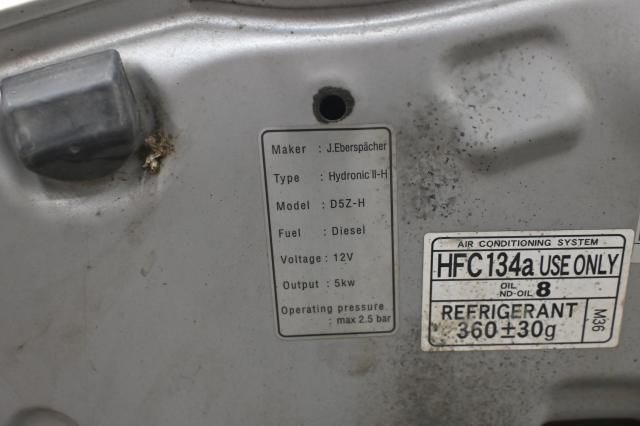 Maker : J.Eberspächer
Type : Hydronic II-H
Model : D5Z-H
Fuel : Diesel
Voltage : 12V
Output : 5kw
Operating pressure
: max 2.5 bar
AIR CONDITIONING SYSTEM
HFC134a USE ONLY
OIL
ND-OIL 8
REFRIGERANT
360±30g
M36